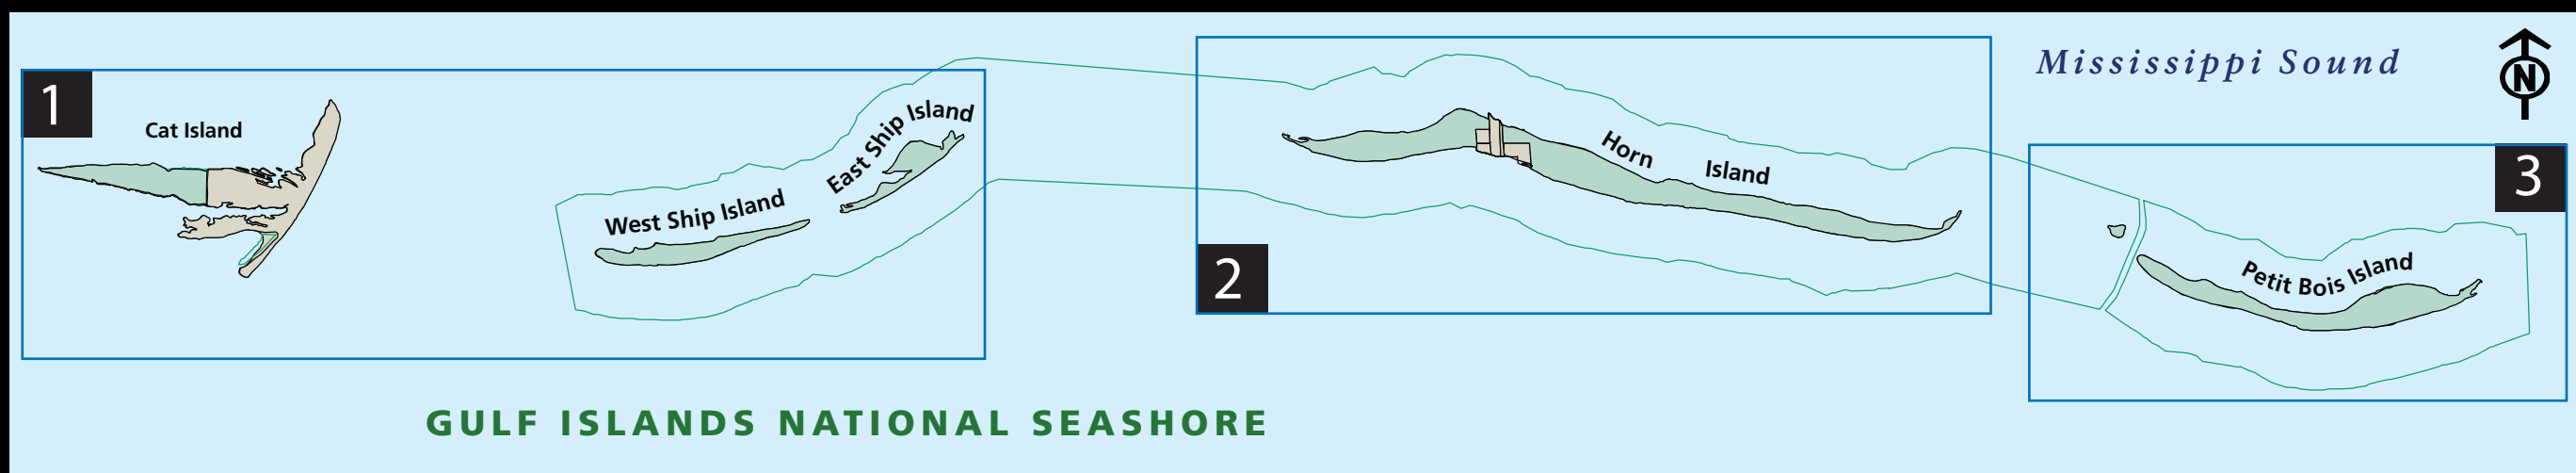 1
Cat Island
West Ship Island
East Ship Island
2
Horn Island
Mississippi Sound
N
3
Petit Bois Island
GULF ISLANDS NATIONAL SEASHORE